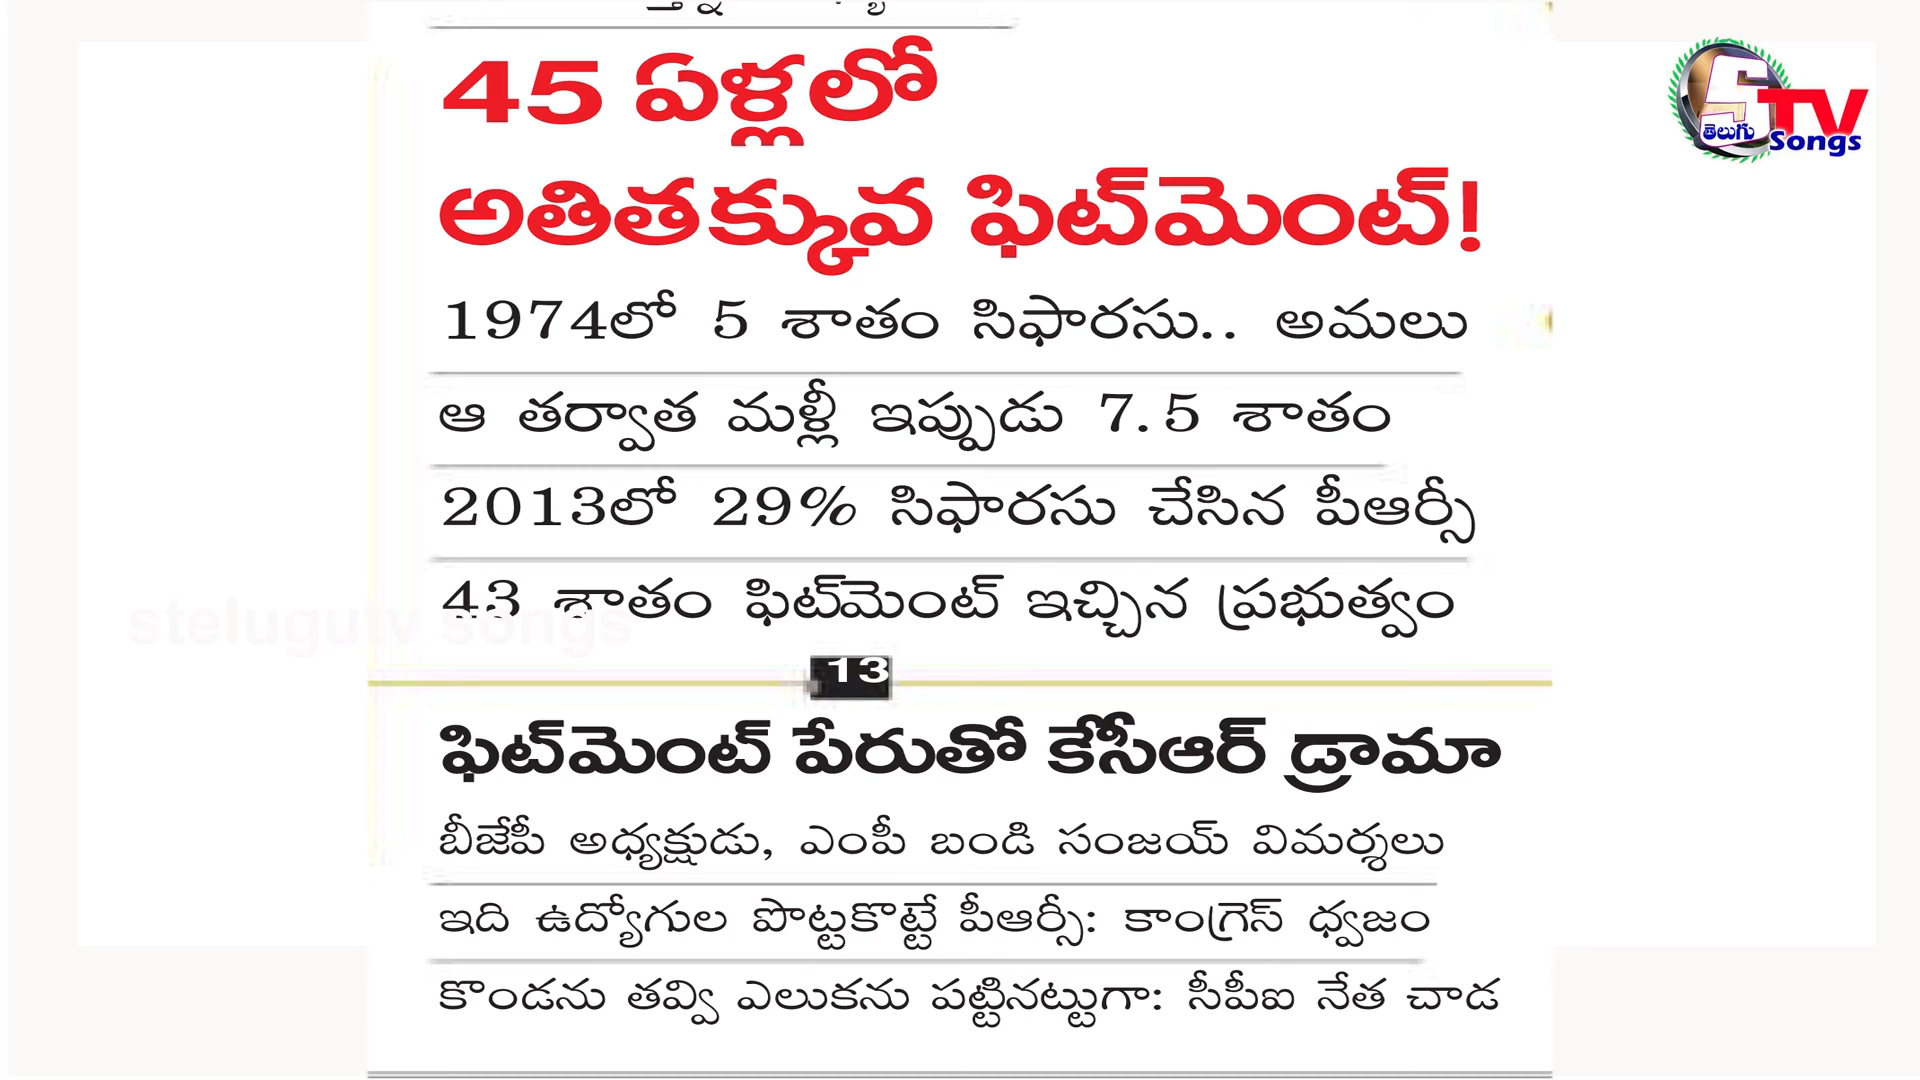 45 ఏళ్లలో
అతితక్కువ ఫిట్‌మెంట్‌!
1974లో 5 శాతం సిఫారసు.. అమలు
ఆ తర్వాత మళ్లీ ఇప్పుడు 7.5 శాతం
2013లో 29% సిఫారసు చేసిన పీఆర్సీ
43 శాతం ఫిట్‌మెంట్‌ ఇచ్చిన ప్రభుత్వం
13
ఫిట్‌మెంట్‌ పేరుతో కేసీఆర్‌ డ్రామా
బీజేపీ అధ్యక్షుడు, ఎంపీ బండి సంజయ్‌ విమర్శలు
ఇది ఉద్యోగుల పొట్టకొట్టే పీఆర్సీ: కాంగ్రెస్‌ ధ్వజం
కొండను తవ్వి ఎలుకను పట్టినట్టుగా: సీపీఐ నేత చాడ
S TV
తెలుగు Songs
stelugutv songs